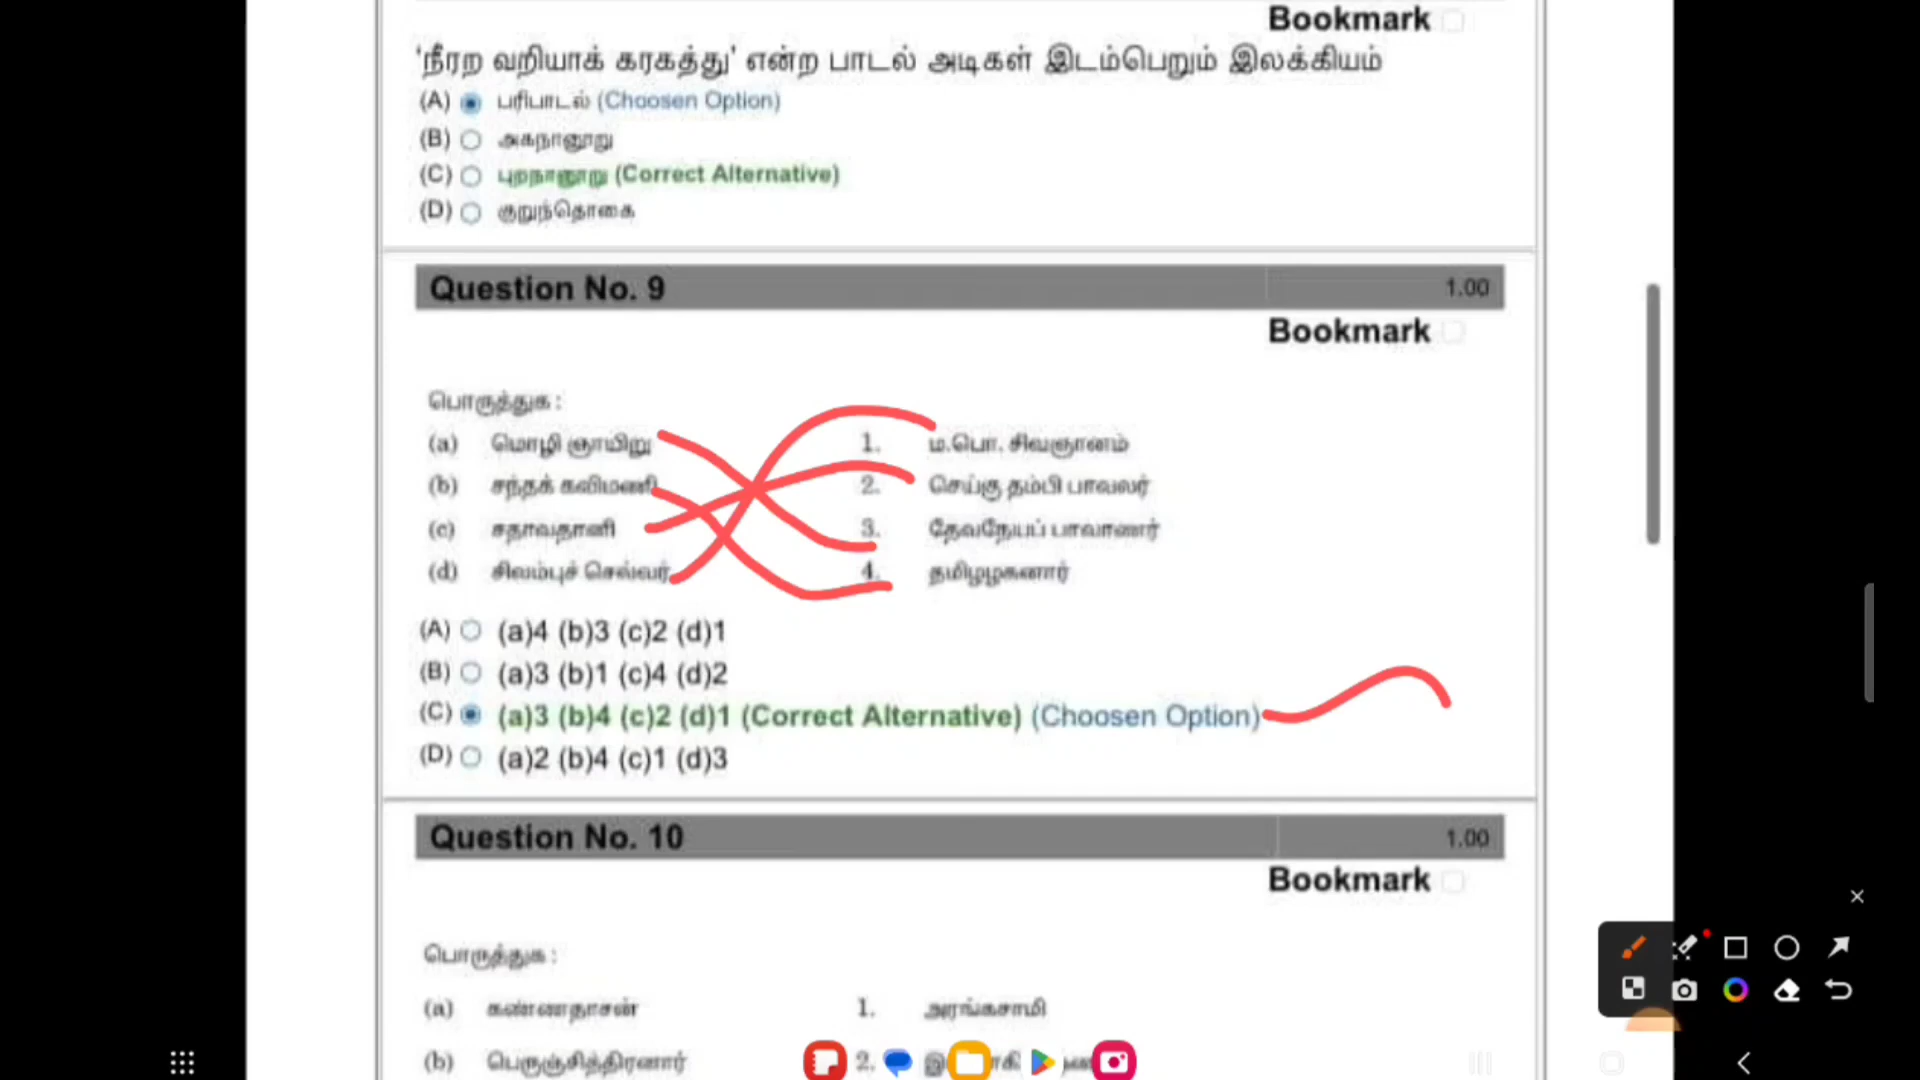 Bookmark
'நீரற வறியாக் கரகத்து' என்ற பாடல் அடிகள் இடம்பெறும் இலக்கியம்
(A) பரிபாடல் (Choosen Option)
(B) அகநானூறு
(C) புறநானூறு (Correct Alternative)
(D) குறுந்தொகை
Question No. 9 1.00
Bookmark
பொருத்துக :
(a) மொழி ஞாயிறு 1. ம.பொ. சிவஞானம்
(b) சந்தக் கவிமணி 2. செய்கு தம்பி பாவலர்
(c) சதாவதானி 3. தேவநேயப் பாவாணர்
(d) சிலம்புச் செல்வர் 4. தமிழழகனார்
(A) (a)4 (b)3 (c)2 (d)1
(B) (a)3 (b)1 (c)4 (d)2
(C) (a)3 (b)4 (c)2 (d)1 (Correct Alternative) (Choosen Option)
(D) (a)2 (b)4 (c)1 (d)3
Question No. 10 1.00
Bookmark
பொருத்துக :
(a) கண்ணதாசன் 1. அரங்கசாமி
(b) பெருஞ்சித்திரனார் 2.